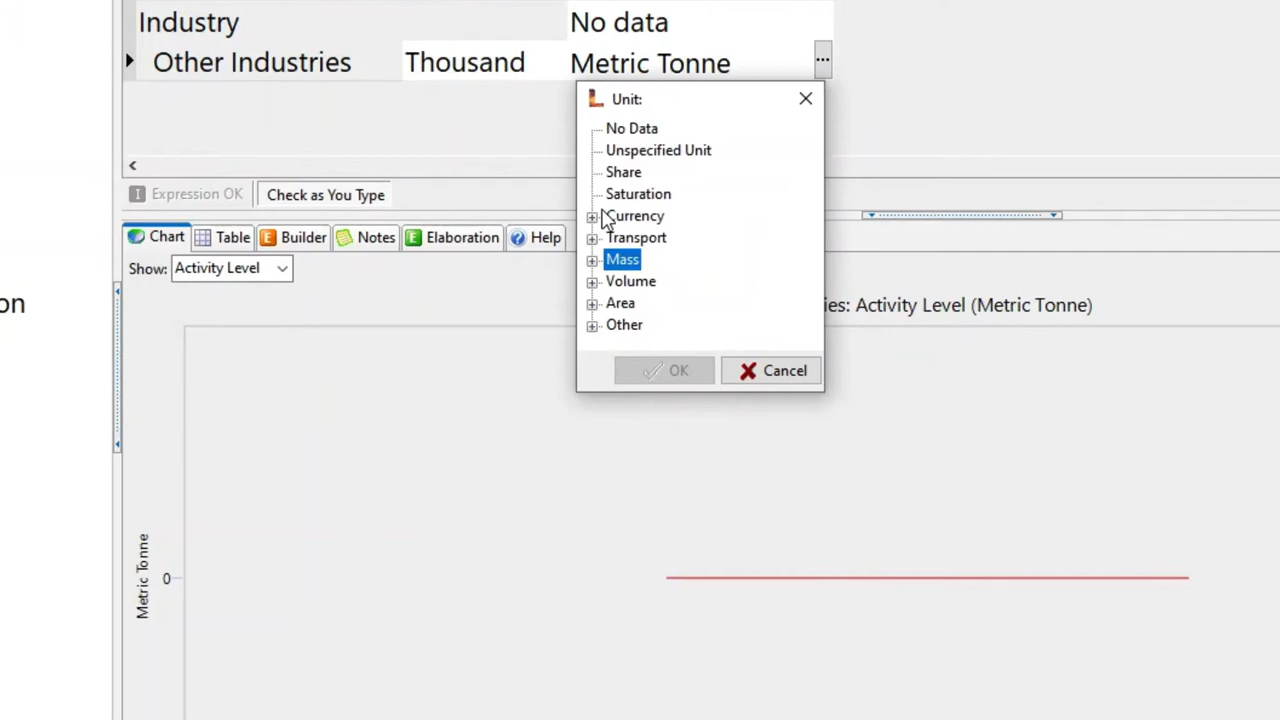 Industry No data
Other Industries Thousand Metric Tonne ...
Unit:
No Data
Unspecified Unit
Share
Saturation
Currency
Transport
Mass
Volume
Area
Other
OK Cancel
Expression OK Check as You Type
Chart Table Builder Notes Elaboration Help
Show: Activity Level
on
ies: Activity Level (Metric Tonne)
Metric Tonne
0